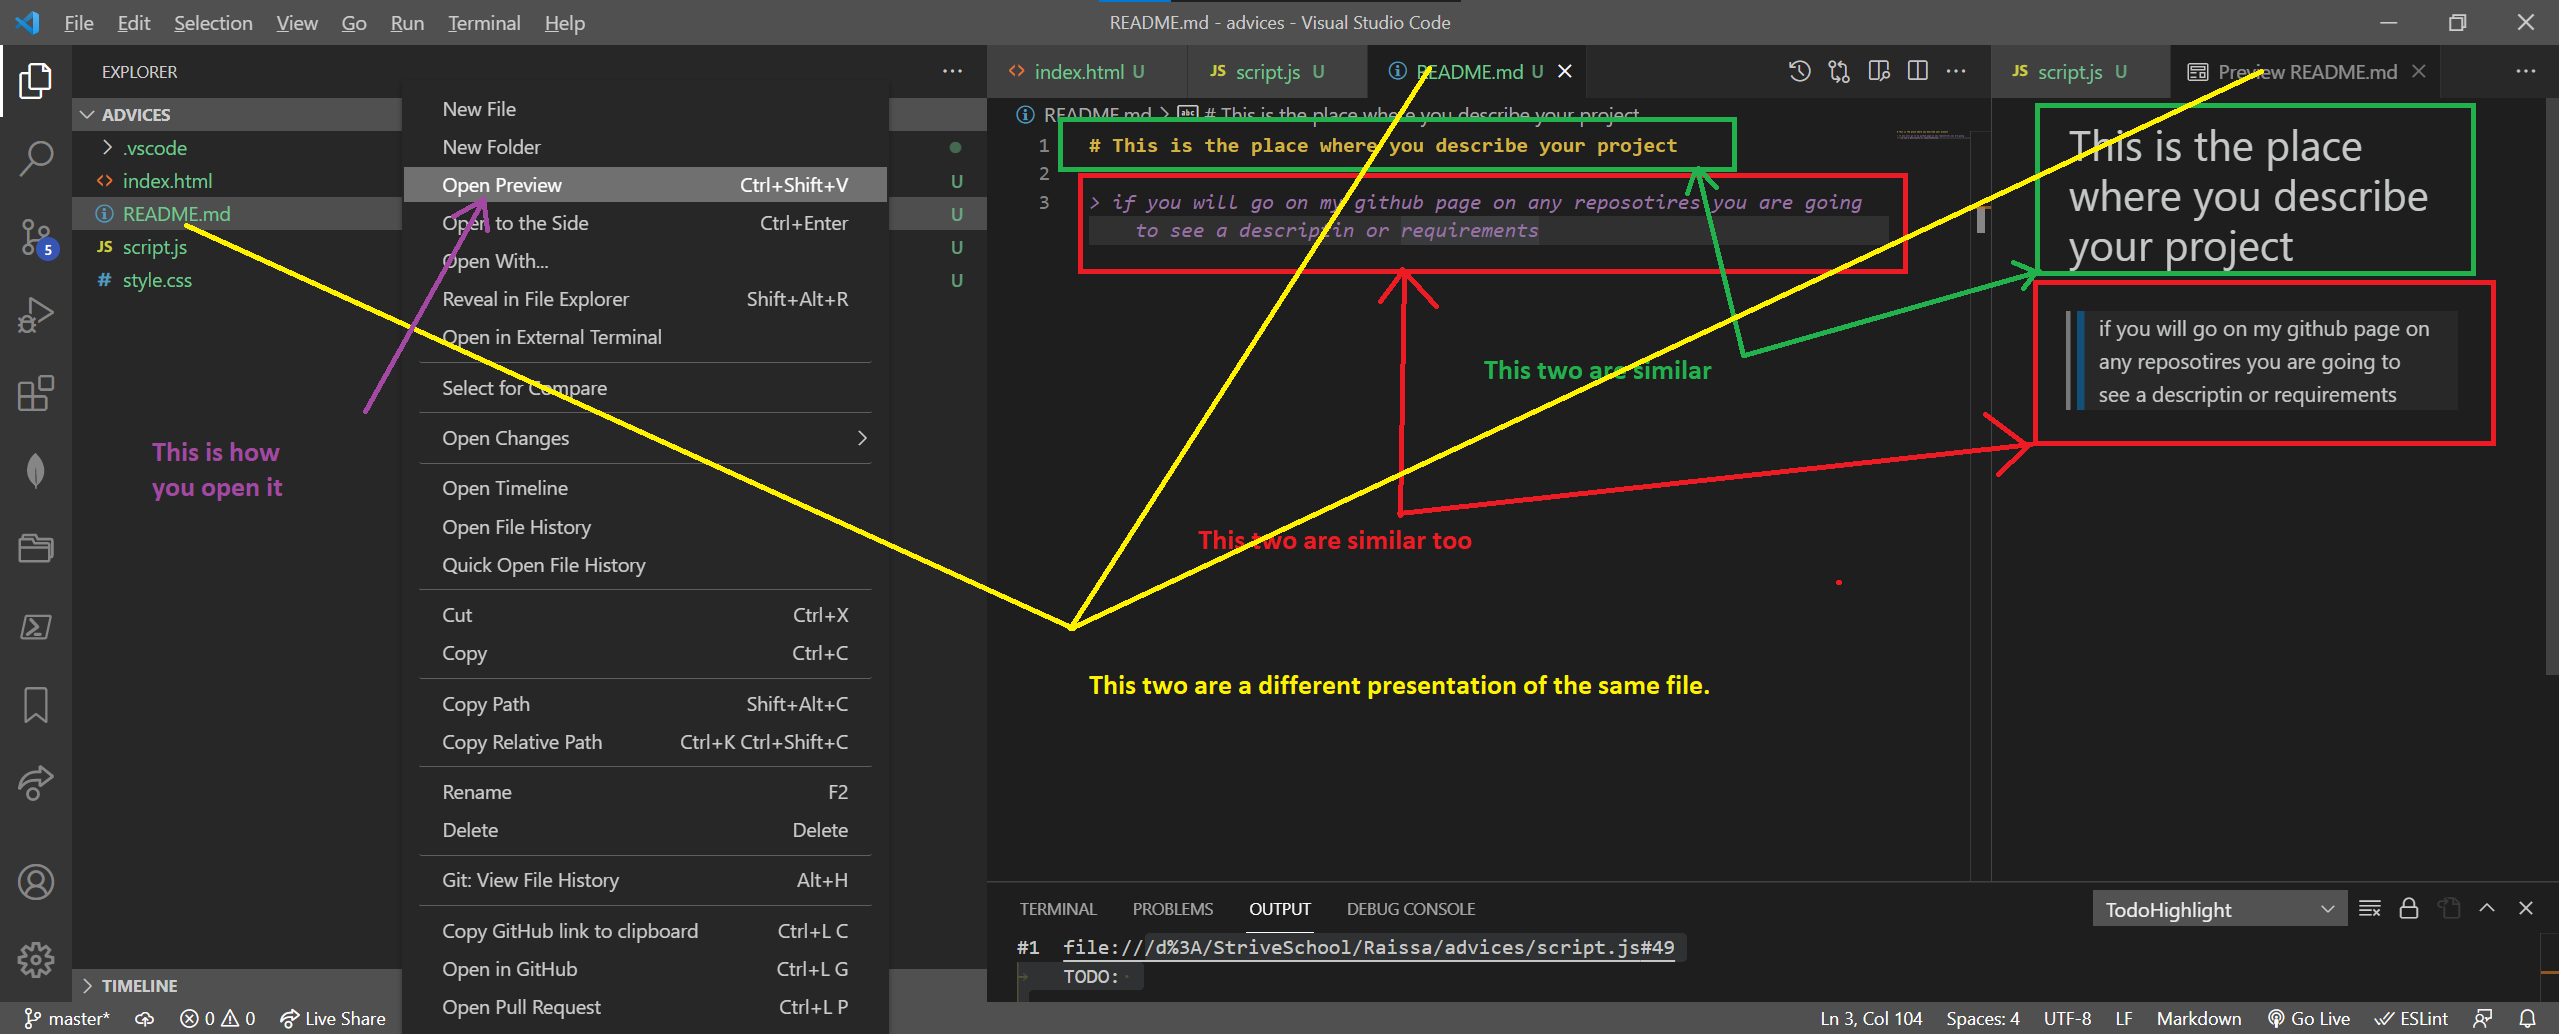 File Edit Selection View Go Run Terminal Help
README.md - advices - Visual Studio Code
EXPLORER
ADVICES
.vscode
index.html U
README.md U
script.js U
style.css U
5
This is how
you open it
TIMELINE
New File
New Folder
Open Preview Ctrl+Shift+V
Open to the Side Ctrl+Enter
Open With...
Reveal in File Explorer Shift+Alt+R
Open in External Terminal
Select for Compare
Open Changes
Open Timeline
Open File History
Quick Open File History
Cut Ctrl+X
Copy Ctrl+C
Copy Path Shift+Alt+C
Copy Relative Path Ctrl+K Ctrl+Shift+C
Rename F2
Delete Delete
Git: View File History Alt+H
Copy GitHub link to clipboard Ctrl+L C
Open in GitHub Ctrl+L G
Open Pull Request Ctrl+L P
index.html U JS script.js U README.md U
README.md > abc # This is the place where you describe your project
1 # This is the place where you describe your project
2
3 > if you will go on my github page on any reposotires you are going
to see a descriptin or requirements
This two are similar
This two are similar too
This two are a different presentation of the same file.
JS script.js U Preview README.md
This is the place
where you describe
your project
if you will go on my github page on
any reposotires you are going to
see a descriptin or requirements
TERMINAL PROBLEMS OUTPUT DEBUG CONSOLE
TodoHighlight
#1 file:///d%3A/StriveSchool/Raissa/advices/script.js#49
TODO:
master* 0 0 Live Share
Ln 3, Col 104 Spaces: 4 UTF-8 LF Markdown Go Live ESLint